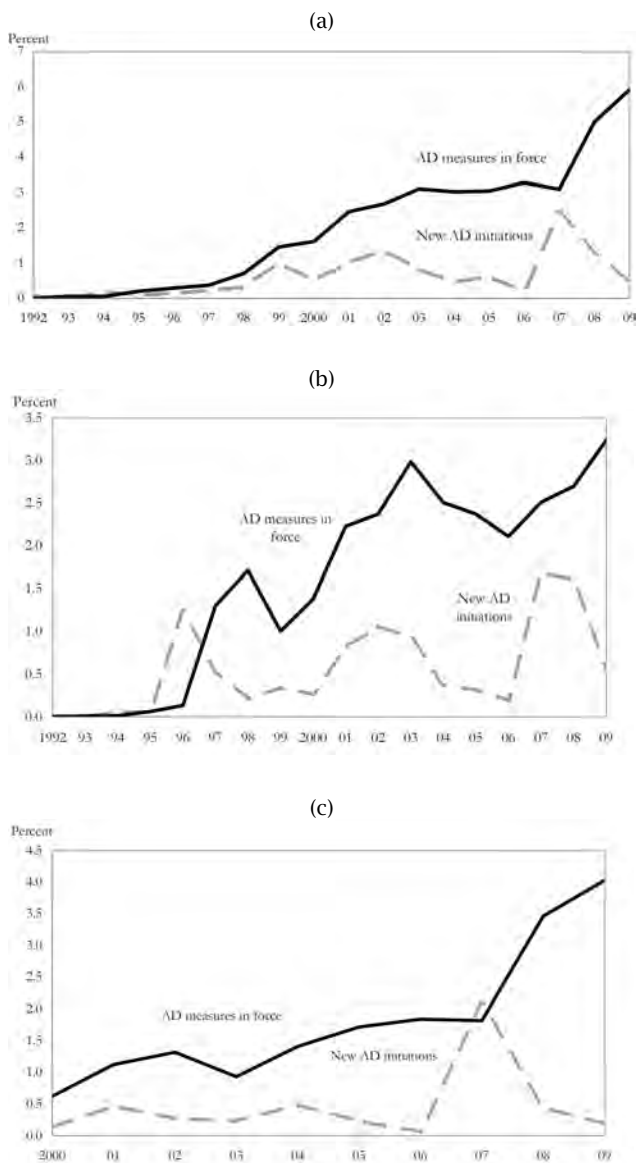 (a)
Percent
7
6
5
4
3
2
1
0
AD measures in force
New AD initiations
1992 93 94 95 96 97 98 99 2000 01 02 03 04 05 06 07 08 09
(b)
Percent
3.5
3.0
2.5
2.0
1.5
1.0
0.5
0.0
AD measures in
force
New AD
initiations
1992 93 94 95 96 97 98 99 2000 01 02 03 04 05 06 07 08 09
(c)
Percent
4.5
4.0
3.5
3.0
2.5
2.0
1.5
1.0
0.5
0.0
AD measures in force
New AD initiations
2000 01 02 03 04 05 06 07 08 09